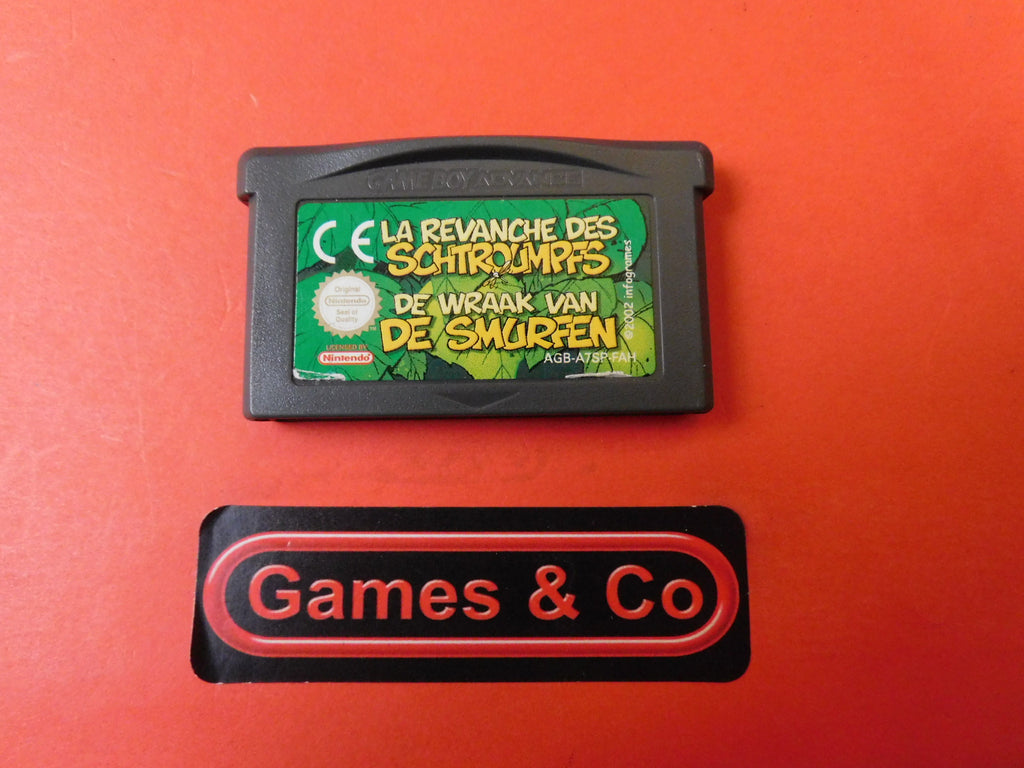 GAME BOY ADVANCE
CE
LA REVANCHE DES
SCHTROUMPFS
DE WRAAK VAN
DE SMURFEN
Original
Nintendo
Seal of
Quality
TM
LICENSED BY
Nintendo
©2002 infogrames
AGB-A7SP-FAH
Games & Co